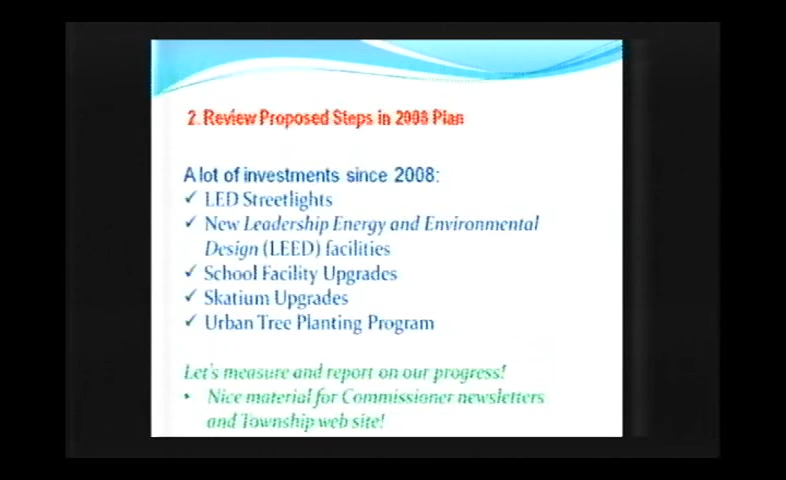 2. Review Proposed Steps in 2008 Plan
A lot of investments since 2008:
✓ LED Streetlights
✓ New Leadership Energy and Environmental
Design (LEED) facilities
✓ School Facility Upgrades
✓ Skatium Upgrades
✓ Urban Tree Planting Program
Let's measure and report on our progress!
• Nice material for Commissioner newsletters
and Township web site!